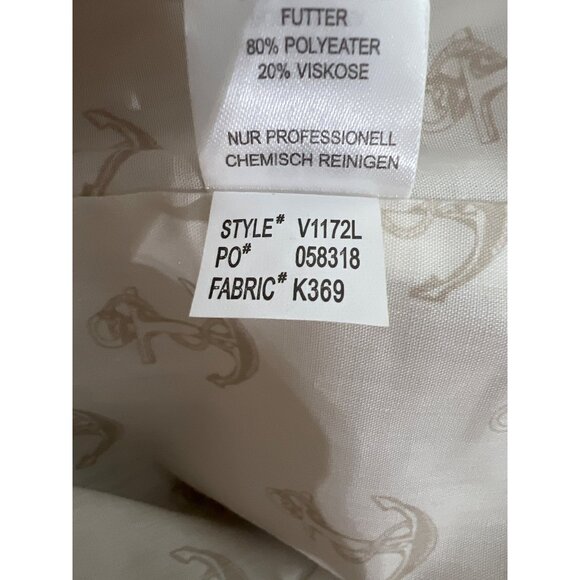 FUTTER
80% POLYEATER
20% VISKOSE
NUR PROFESSIONELL
CHEMISCH REINIGEN
STYLE# V1172L
PO# 058318
FABRIC# K369